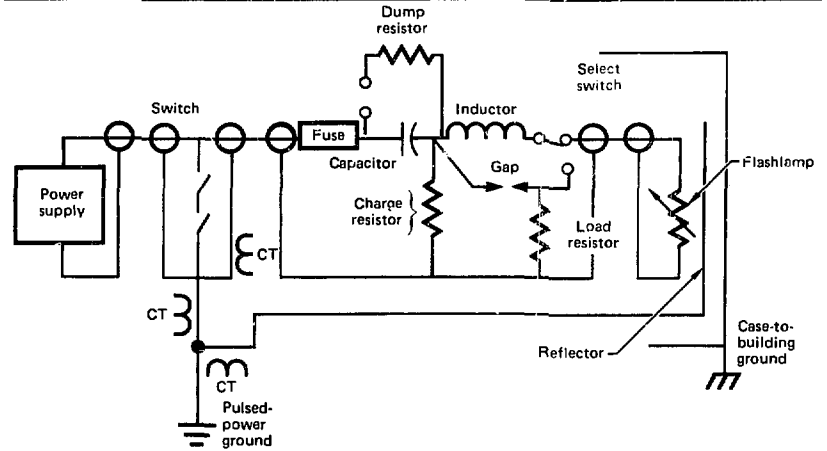 Dump
resistor
Select
switch
Switch
Inductor
Fuse
Capacitor
Gap
Flashlamp
Power
supply
Charge
resistor
Load
resistor
CT
CT
Case-to-
building
ground
Reflector
CT
Pulsed-
power
ground